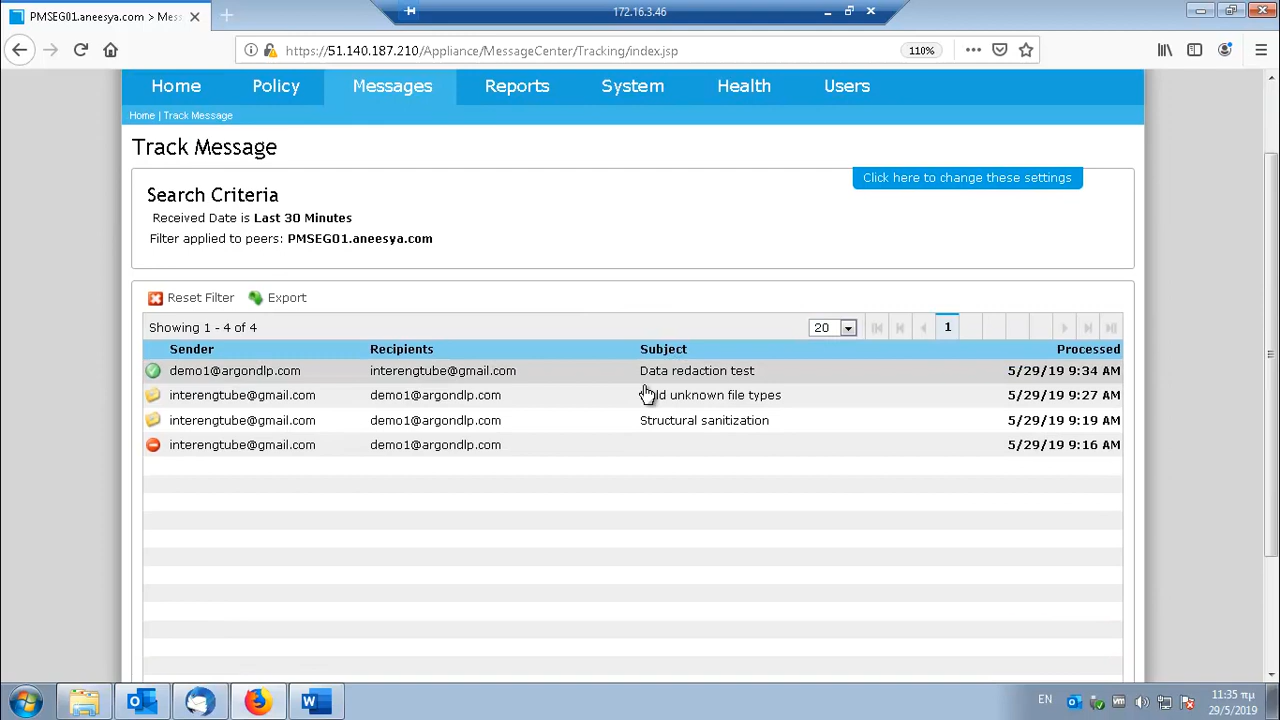 PMSEG01.aneesya.com > Mess
172.16.3.46
https://51.140.187.210/Appliance/MessageCenter/Tracking/index.jsp
110%
Home Policy Messages Reports System Health Users
Home | Track Message
Track Message
Click here to change these settings
Search Criteria
Received Date is Last 30 Minutes
Filter applied to peers: PMSEG01.aneesya.com
Reset Filter Export
Showing 1 - 4 of 4 20 1
Sender Recipients Subject Processed
demo1@argondlp.com interengtube@gmail.com Data redaction test 5/29/19 9:34 AM
interengtube@gmail.com demo1@argondlp.com unknown file types 5/29/19 9:27 AM
interengtube@gmail.com demo1@argondlp.com Structural sanitization 5/29/19 9:19 AM
interengtube@gmail.com demo1@argondlp.com 5/29/19 9:16 AM
EN
11:35 πμ
29/5/2019